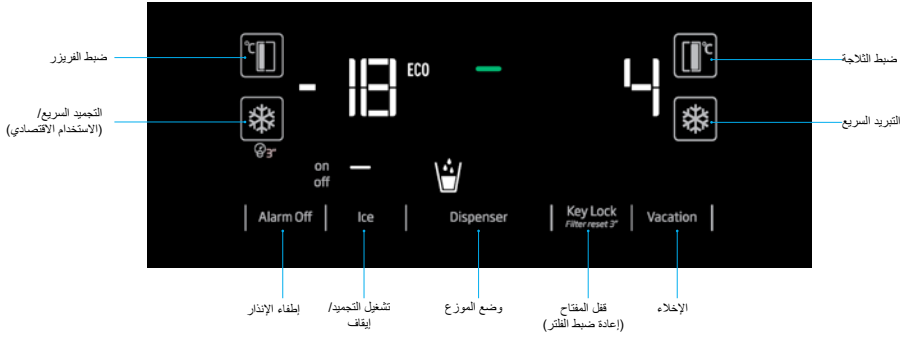 °C
°C
ضبط الفريزر
- 18
ECO
4
ضبط الثلاجة
التجميد السريع/
(الاستخدام الاقتصادي)
التبريد السريع
3"
on
off
Alarm Off
Ice
Dispenser
Key Lock
Filter reset 3"
Vacation
إطفاء الإنذار
تشغيل التجميد/
إيقاف
وضع الموزع
قفل المفتاح
(إعادة ضبط الفلتر)
الإخلاء